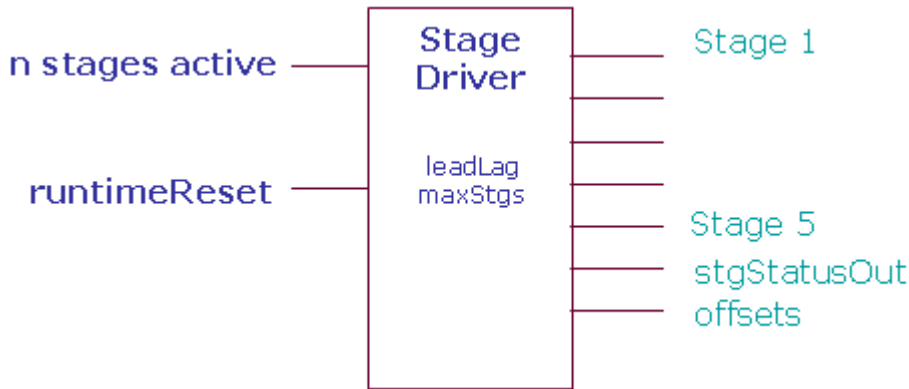 n stages active
runtimeReset
Stage
Driver
leadLag
maxStgs
Stage 1
Stage 5
stgStatusOut
offsets